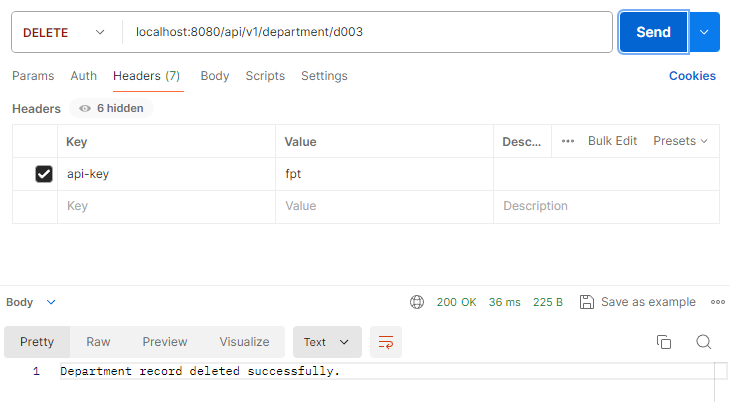 DELETE localhost:8080/api/v1/department/d003 Send
Params Auth Headers (7) Body Scripts Settings Cookies
Headers 6 hidden
Key Value Desc... Bulk Edit Presets
api-key fpt
Key Value Description
Body 200 OK 36 ms 225 B Save as example
Pretty Raw Preview Visualize Text
1 Department record deleted successfully.